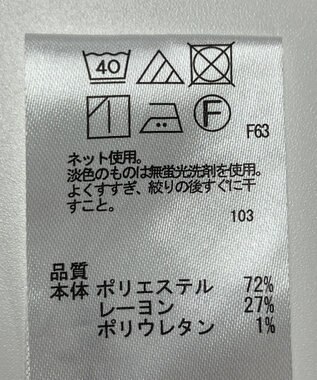 40
F
F63
ネット使用。
淡色のものは無蛍光洗剤を使用。
よくすすぎ、絞りの後すぐに干
すこと。
103
品質
本体 ポリエステル 72%
レーヨン 27%
ポリウレタン 1%